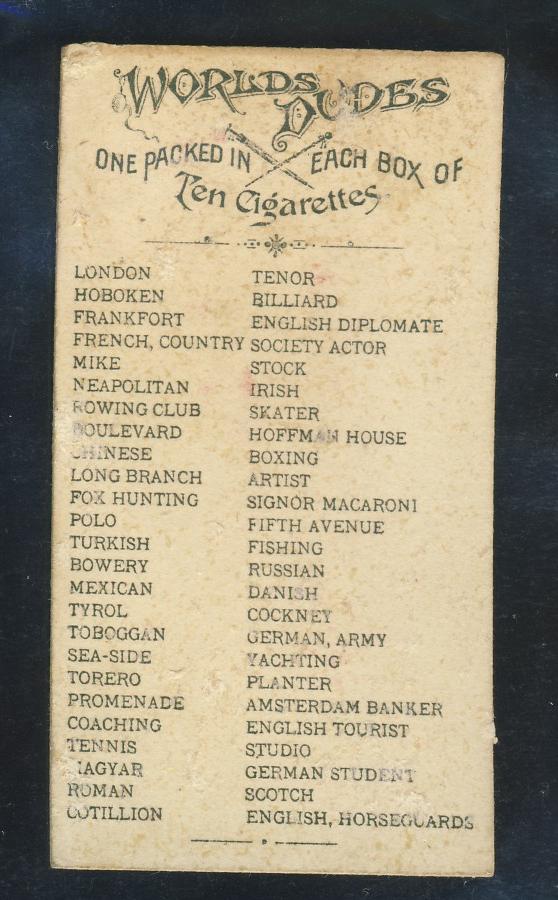 WORLDS
DUDES
ONE PACKED IN EACH BOX OF
Ten Cigarettes
LONDON
HOBOKEN
FRANKFORT
FRENCH, COUNTRY
MIKE
NEAPOLITAN
ROWING CLUB
BOULEVARD
CHINESE
LONG BRANCH
FOX HUNTING
POLO
TURKISH
BOWERY
MEXICAN
TYROL
TOBOGGAN
SEA-SIDE
TORERO
PROMENADE
COACHING
TENNIS
MAGYAR
ROMAN
COTILLION
TENOR
BILLIARD
ENGLISH DIPLOMATE
SOCIETY ACTOR
STOCK
IRISH
SKATER
HOFFMAN HOUSE
BOXING
ARTIST
SIGNOR MACARONI
FIFTH AVENUE
FISHING
RUSSIAN
DANISH
COCKNEY
GERMAN, ARMY
YACHTING
PLANTER
AMSTERDAM BANKER
ENGLISH TOURIST
STUDIO
GERMAN STUDENT
SCOTCH
ENGLISH, HORSEGUARDS